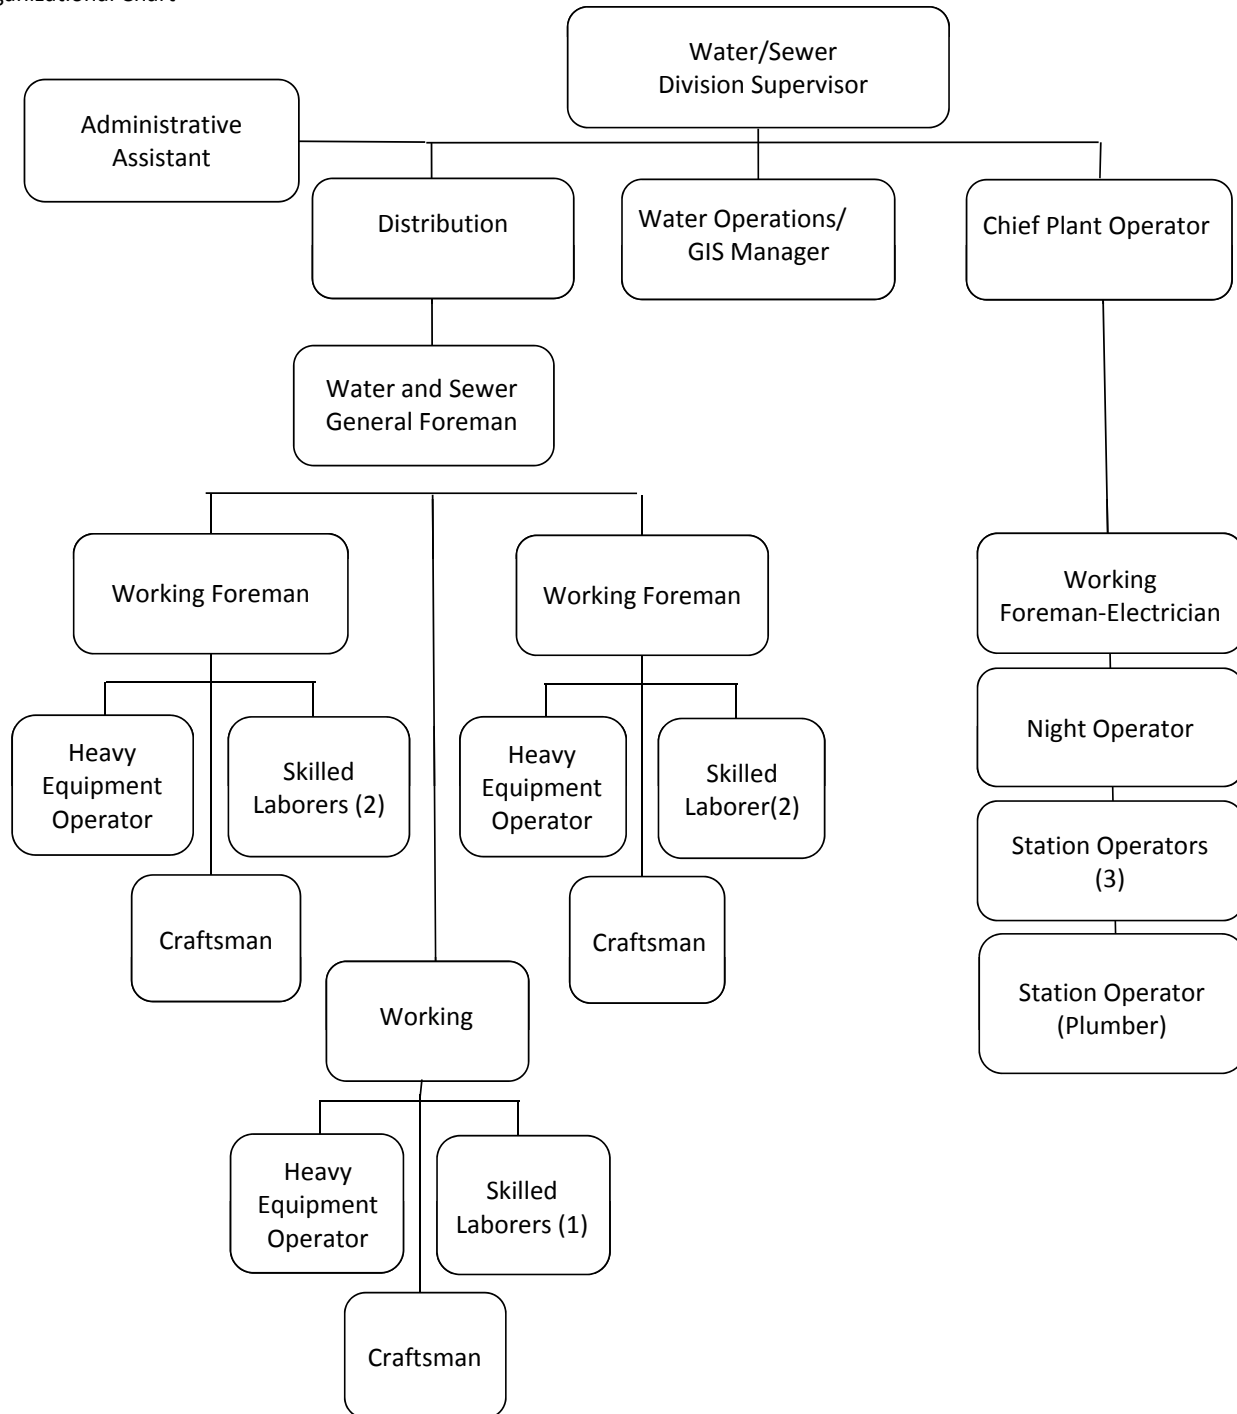 Water/Sewer
Division Supervisor
Administrative
Assistant
Distribution
Water Operations/
GIS Manager
Chief Plant Operator
Water and Sewer
General Foreman
Working Foreman
Working Foreman
Working
Foreman-Electrician
Heavy
Equipment
Operator
Skilled
Laborers (2)
Heavy
Equipment
Operator
Skilled
Laborer(2)
Night Operator
Craftsman
Craftsman
Station Operators
(3)
Working
Station Operator
(Plumber)
Heavy
Equipment
Operator
Skilled
Laborers (1)
Craftsman